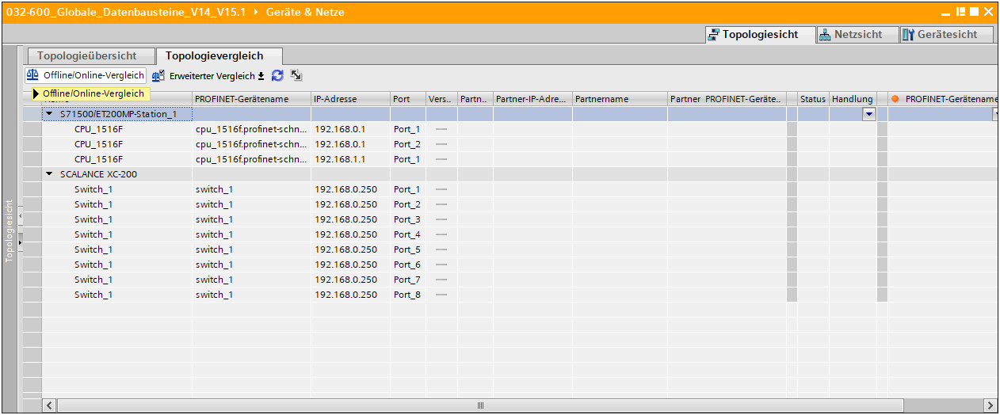 032-600_Globale_Datenbausteine_V14_V15.1 ▸ Geräte & Netze
Topologiesicht Netzsicht Gerätesicht
Topologieübersicht Topologievergleich
Offline/Online-Vergleich Erweiterter Vergleich
Offline/Online-Vergleich
PROFINET-Gerätename IP-Adresse Port Vers.. Partn.. Partner-IP-Adre... Partnername Partner PROFINET-Geräte.. Status Handlung PROFINET-Gerätename
S71500/ET200MP-Station_1
CPU_1516F cpu_1516f.profinet-schn... 192.168.0.1 Port_1 —
CPU_1516F cpu_1516f.profinet-schn... 192.168.0.1 Port_2 —
CPU_1516F cpu_1516f.profinet-schn... 192.168.1.1 Port_1 —
SCALANCE XC-200
Switch_1 switch_1 192.168.0.250 Port_1 —
Switch_1 switch_1 192.168.0.250 Port_2 —
Switch_1 switch_1 192.168.0.250 Port_3 —
Switch_1 switch_1 192.168.0.250 Port_4 —
Switch_1 switch_1 192.168.0.250 Port_5 —
Switch_1 switch_1 192.168.0.250 Port_6 —
Switch_1 switch_1 192.168.0.250 Port_7 —
Switch_1 switch_1 192.168.0.250 Port_8 —
Topologiesicht